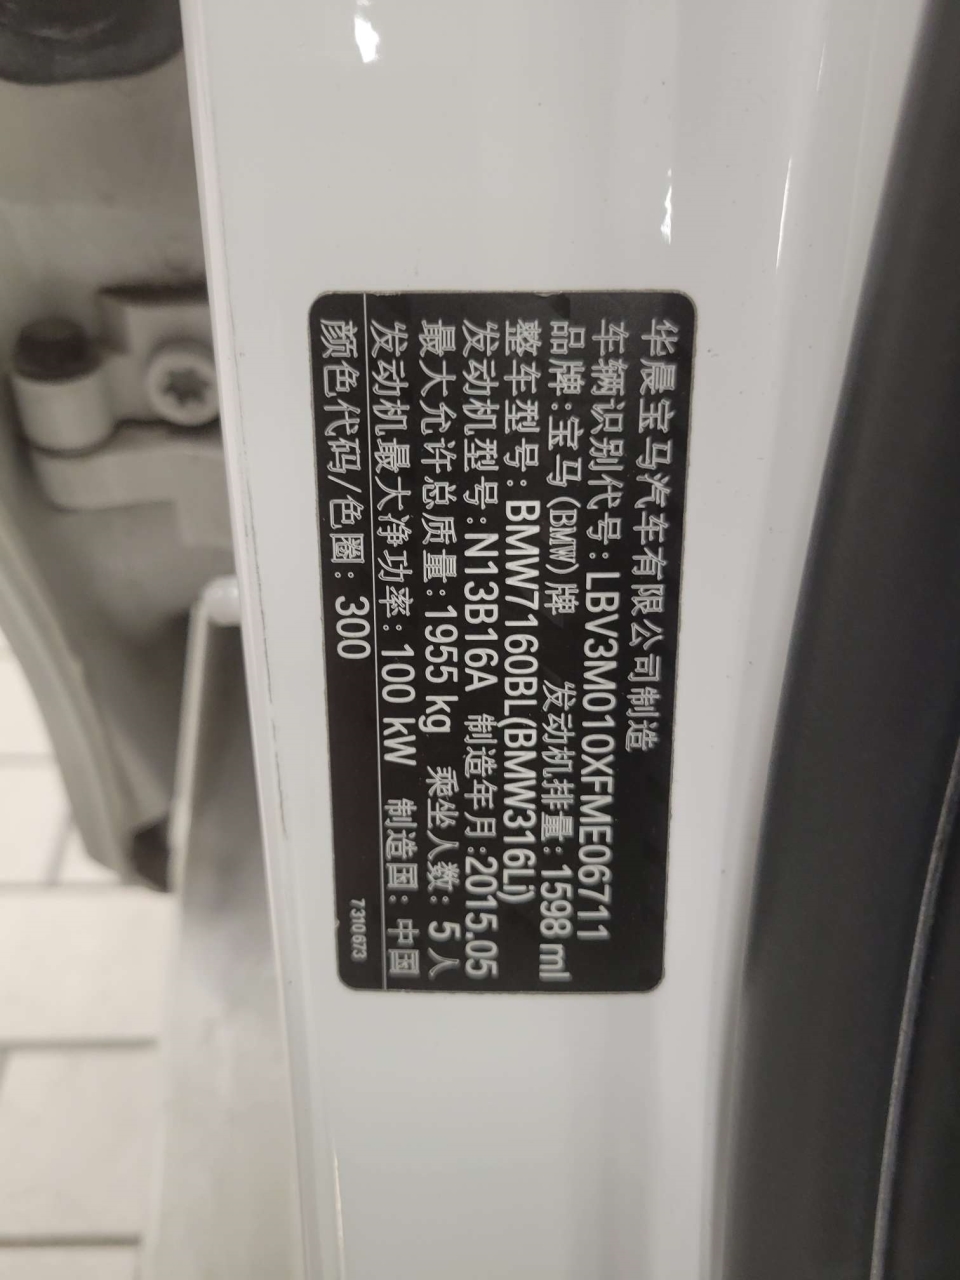 华晨宝马汽车有限公司制造
车辆识别代号:LBV3M010XFME06711
品牌:宝马(BMW)牌 发动机排量:1598 ml
整车型号:BMW7160BL(BMW316Li)
发动机型号:N13B16A 制造年月:2015.05
最大允许总质量:1955 kg 乘坐人数:5人
发动机最大净功率:100 kW 制造国:中国
颜色代码/色圈:300
7310673